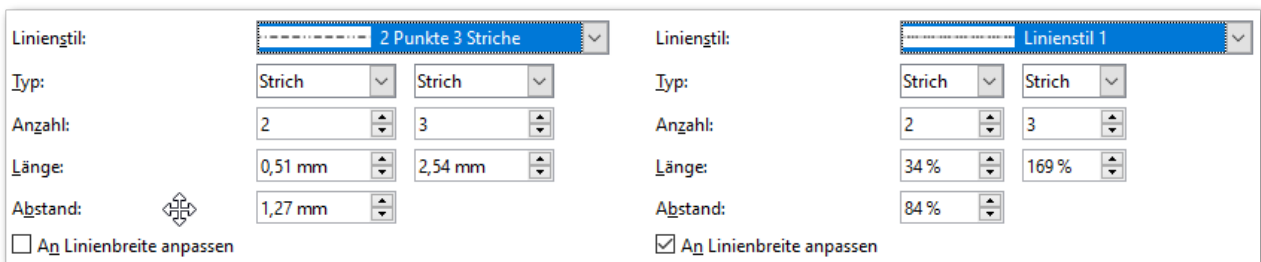 Linienstil: 2 Punkte 3 Striche Linienstil: Linienstil 1
Typ: Strich Strich Typ: Strich Strich
Anzahl: 2 3 Anzahl: 2 3
Länge: 0,51 mm 2,54 mm Länge: 34 % 169 %
Abstand: 1,27 mm Abstand: 84 %
An Linienbreite anpassen An Linienbreite anpassen